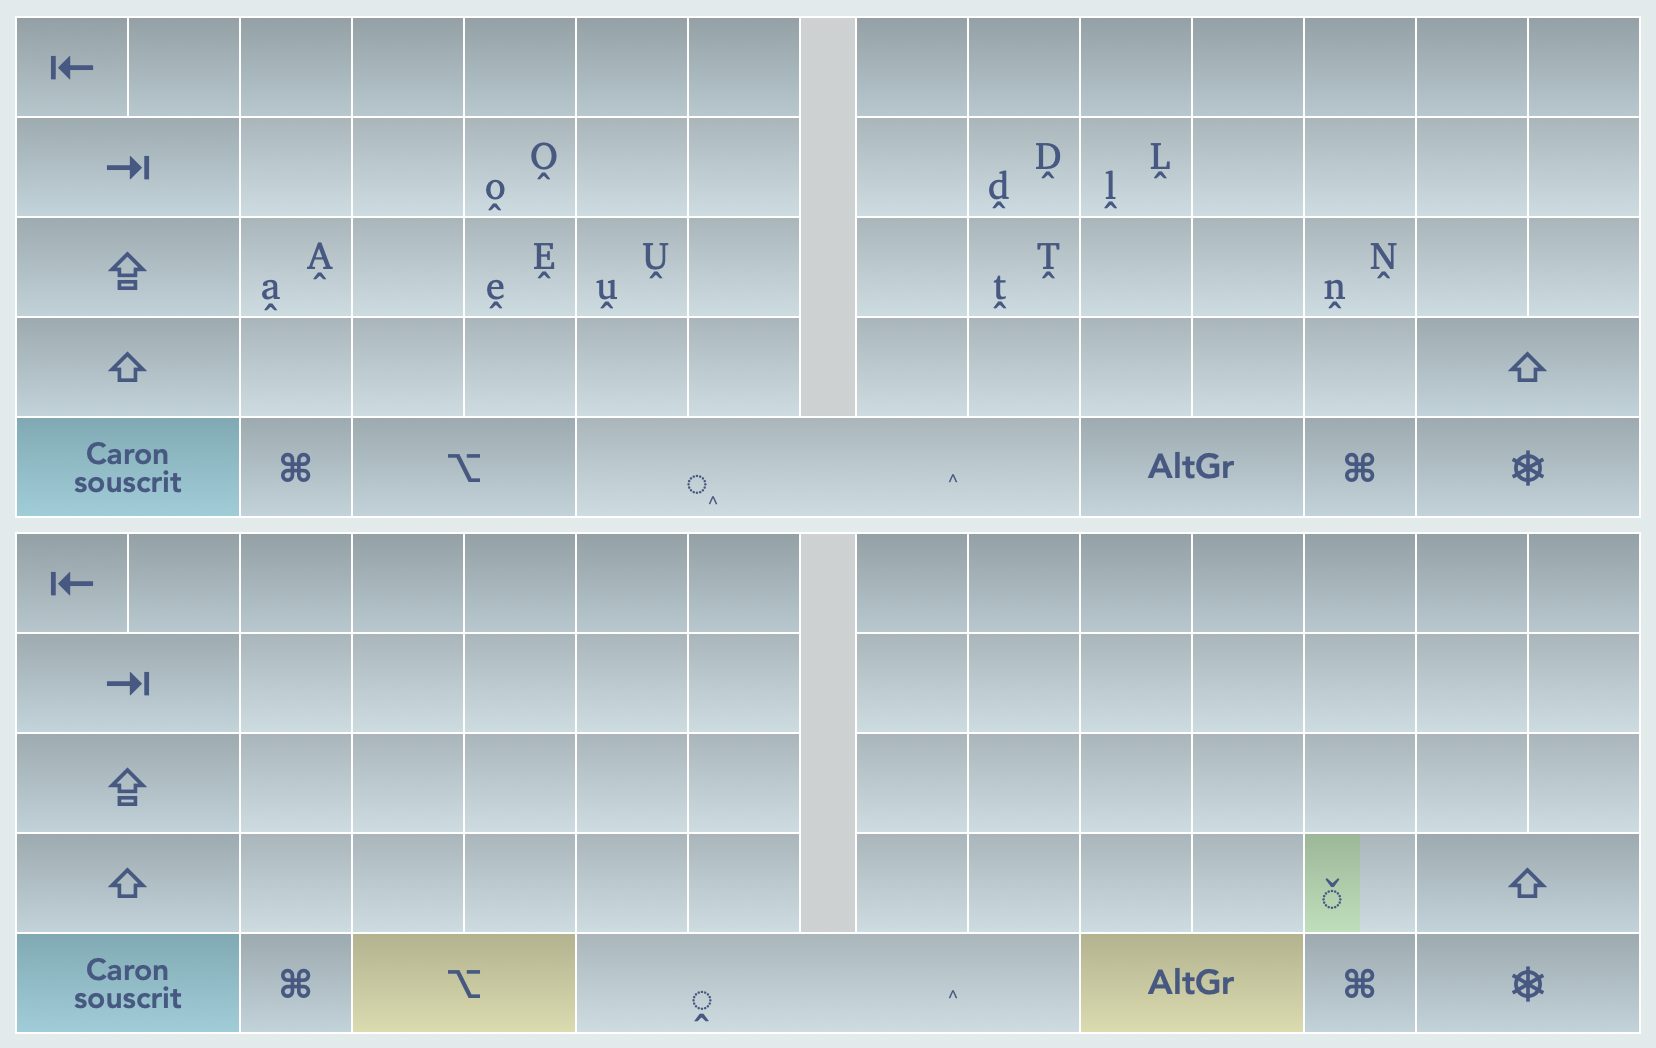 o̭ O̭ ḓ Ḓ ḽ Ḽ
a̭ A̭ ḙ Ḙ ṷ Ṷ ṱ Ṱ ṋ Ṋ
Caron
souscrit ⌘ ⌥ ◌‸ ^ AltGr ⌘
◌̌
Caron
souscrit ⌘ ⌥ ◌̭ ^ AltGr ⌘